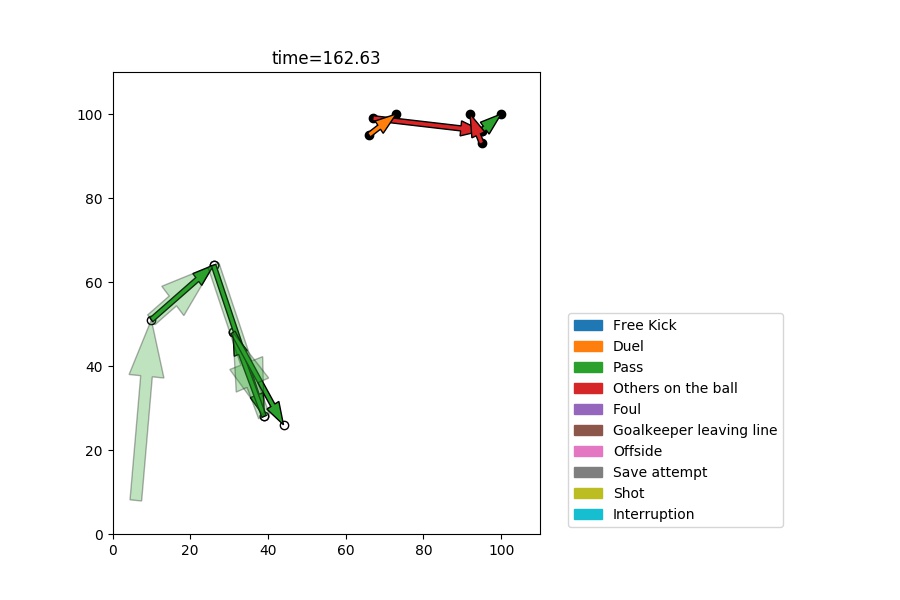 time=162.63
100
80
60
40
20
0
0 20 40 60 80 100
Free Kick
Duel
Pass
Others on the ball
Foul
Goalkeeper leaving line
Offside
Save attempt
Shot
Interruption